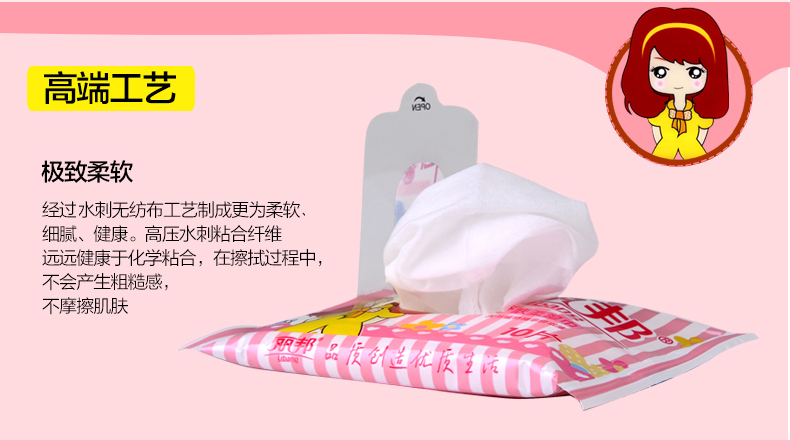 高端工艺
极致柔软
经过水刺无纺布工艺制成更为柔软、
细腻、健康。高压水刺粘合纤维
远远健康于化学粘合，在擦拭过程中，
不会产生粗糙感，
不摩擦肌肤
OPEN
邦®
10片
丽邦
Libang
品质创造优质生活